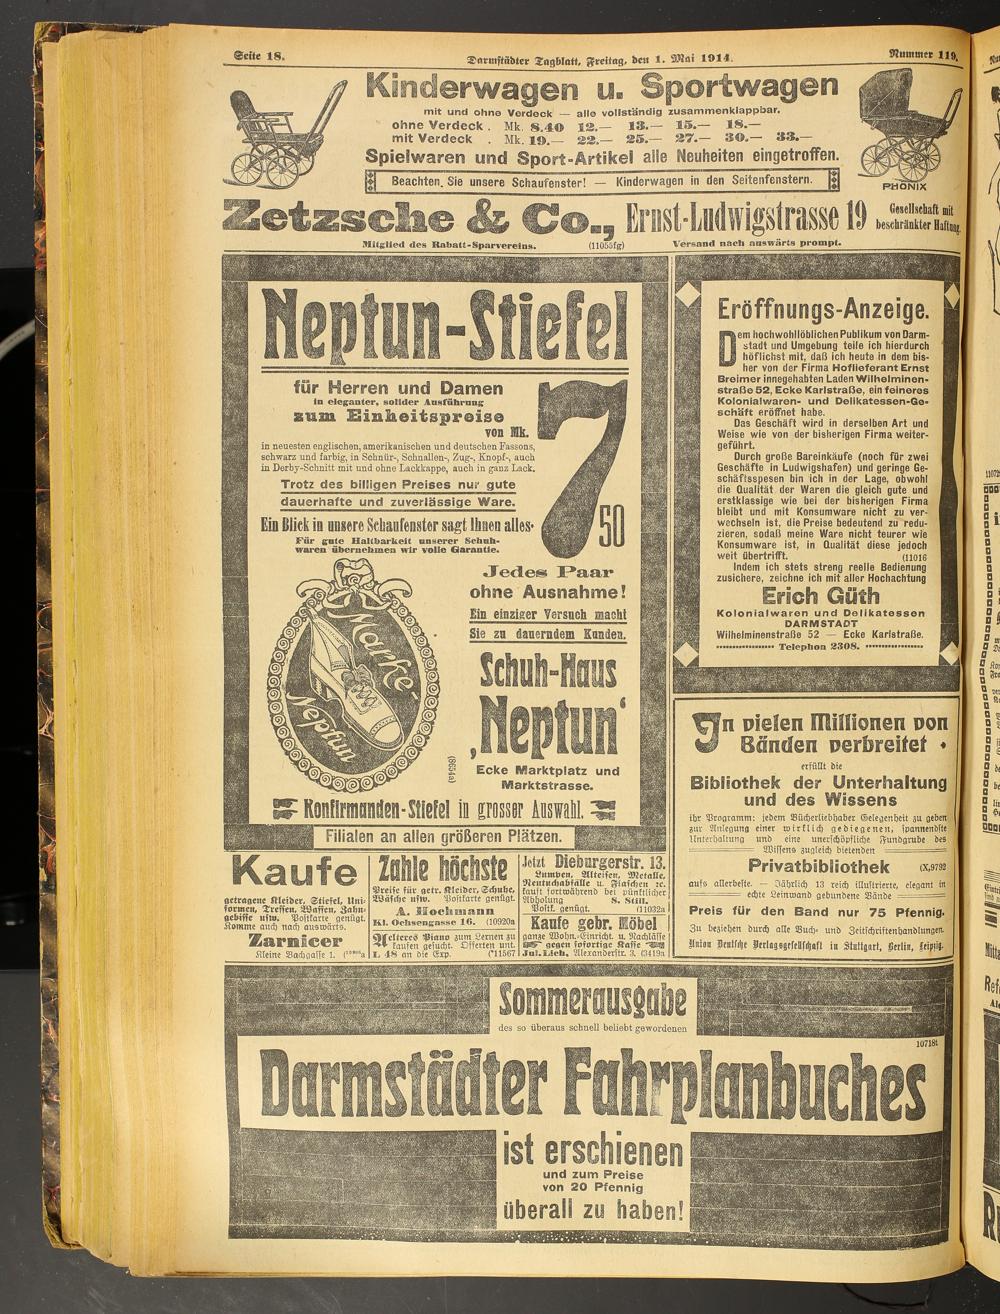 Seite 18.
Darmstädter Tagblatt, Freitag, den 1. Mai 1914.
Nummer 119.
Kinderwagen u. Sportwagen
mit und ohne Verdeck — alle vollständig zusammenklappbar.
ohne Verdeck . Mk. 8.40 12.— 13.— 15.— 18.—
mit Verdeck . Mk. 19.— 22.— 25.— 27.— 30.— 33.—
Spielwaren und Sport-Artikel alle Neuheiten eingetroffen.
Beachten Sie unsere Schaufenster! — Kinderwagen in den Seitenfenstern.
PHÖNIX
Zetzsche & Co., Ernst-Ludwigstrasse 19 Gesellschaft mit
beschränkter Haftung.
Mitglied des Rabatt-Sparvereins. (11055fg) Versand nach auswärts prompt.
Neptun-Stiefel
für Herren und Damen
in eleganter, solider Ausführung
zum Einheitspreise
von Mk.
7 50
in neuesten englischen, amerikanischen und deutschen Fassons,
schwarz und farbig, in Schnür-, Schnallen-, Zug-, Knopf-, auch
in Derby-Schnitt mit und ohne Lackkappe, auch in ganz Lack.
Trotz des billigen Preises nur gute
dauerhafte und zuverlässige Ware.
Ein Blick in unsere Schaufenster sagt Ihnen alles.
Für gute Haltbarkeit unserer Schuh-
waren übernehmen wir volle Garantie.
Jedes Paar
ohne Ausnahme!
Ein einziger Versuch macht
Sie zu dauerndem Kunden.
Marke
Neptun
Schuh-Haus
‚Neptun‘
(8654a)
Ecke Marktplatz und
Marktstrasse.
Konfirmanden-Stiefel in grosser Auswahl.
Filialen an allen größeren Plätzen.
Eröffnungs-Anzeige.
Dem hochwohllöblichen Publikum von Darm-
stadt und Umgebung teile ich hierdurch
höflichst mit, daß ich heute in dem bis-
her von der Firma Hoflieferant Ernst
Breimer innegehabten Laden Wilhelminen-
straße 52, Ecke Karlstraße, ein feineres
Kolonialwaren- und Delikatessen-Ge-
schäft eröffnet habe.
Das Geschäft wird in derselben Art und
Weise wie von der bisherigen Firma weiter-
geführt.
Durch große Bareinkäufe (noch für zwei
Geschäfte in Ludwigshafen) und geringe Ge-
schäftsspesen bin ich in der Lage, obwohl
die Qualität der Waren die gleich gute und
erstklassige wie bei der bisherigen Firma
bleibt und mit Konsumware nicht zu ver-
wechseln ist, die Preise bedeutend zu redu-
zieren, sodaß meine Ware nicht teurer wie
Konsumware ist, in Qualität diese jedoch
weit übertrifft. (11016
Indem ich stets streng reelle Bedienung
zusichere, zeichne ich mit aller Hochachtung
Erich Güth
Kolonialwaren und Delikatessen
DARMSTADT
Wilhelminenstraße 52 — Ecke Karlstraße.
Telephon 2308.
In vielen Millionen von
Bänden verbreitet
erfüllt die
Bibliothek der Unterhaltung
und des Wissens
ihr Programm: jedem Bücherliebhaber Gelegenheit zu geben
zur Anlegung einer wirklich gediegenen, spannendste
Unterhaltung und eine unerschöpfliche Fundgrube des
Wissens zugleich bietenden
Privatbibliothek (X,9792
aufs allerbeste. — Jährlich 13 reich illustrierte, elegant in
echte Leinwand gebundene Bände
Preis für den Band nur 75 Pfennig.
Zu beziehen durch alle Buch- und Zeitschriftenhandlungen.
Union Deutsche Verlagsgesellschaft in Stuttgart, Berlin, Leipzig.
Kaufe
getragene Kleider, Stiefel, Uni-
formen, Tressen, Waffen, Zahn-
gebisse usw. Postkarte genügt.
Komme auch nach auswärts.
Zarnicer
Kleine Bachgasse 1.
Zahle höchste
Preise für getr. Kleider, Schuhe,
Wäsche usw. Postkarte genügt.
A. Hochmann
Kl. Ochsengasse 16. (10920a
Aelteres Piano zum Lernen zu
kaufen gesucht. Offerten unt.
L 48 an die Exp. (*11567
Jetzt Dieburgerstr. 13.
Lumpen, Alteisen, Metalle,
Neutuchabfälle u. Flaschen ec.
kauft fortwährend bei pünktlicher
Abholung S. Still.
Postk. genügt. (11032a
Kaufe gebr. Möbel
ganze Wohn.-Einricht. u. Nachlässe
gegen sofortige Kasse
Jul. Lich, Alexanderstr. 3. (3419a
Sommerausgabe
des so überaus schnell beliebt gewordenen
10718t
Darmstädter Fahrplanbuches
ist erschienen
und zum Preise
von 20 Pfennig
überall zu haben!